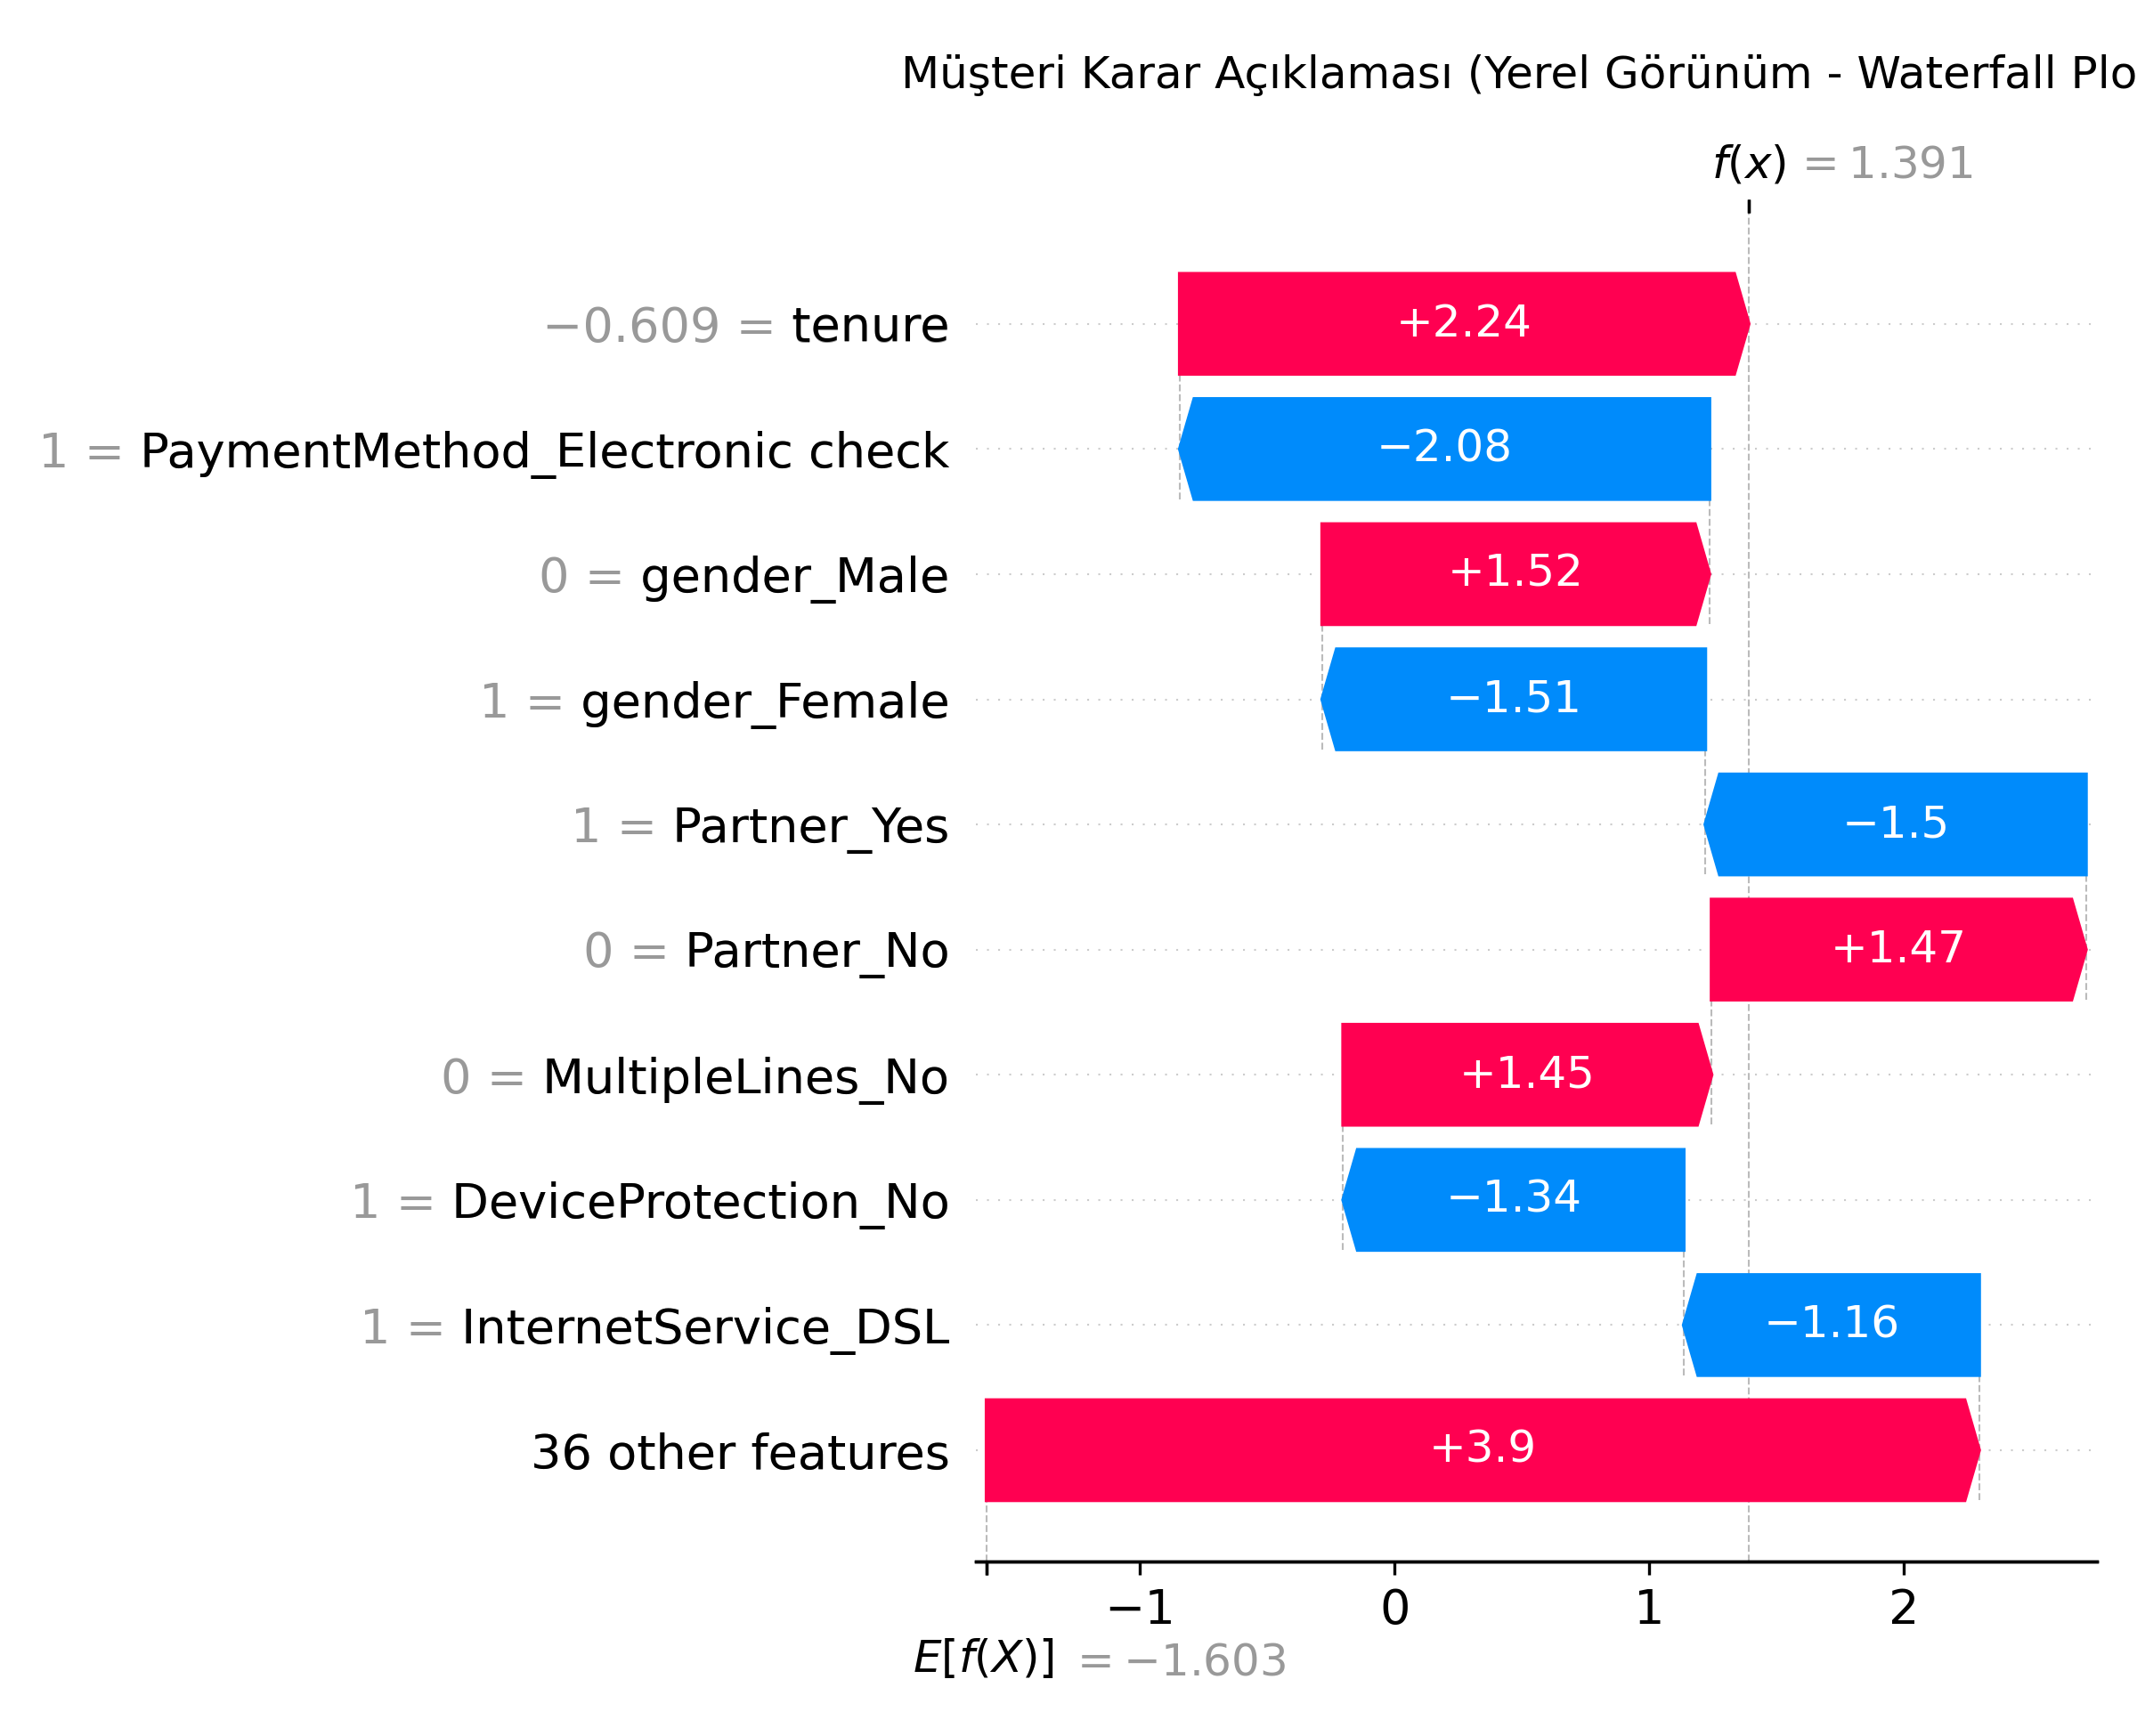 Müşteri Karar Açıklaması (Yerel Görünüm - Waterfall Plo
f(x) = 1.391
−0.609 = tenure +2.24
1 = PaymentMethod_Electronic check −2.08
0 = gender_Male +1.52
1 = gender_Female −1.51
1 = Partner_Yes −1.5
0 = Partner_No +1.47
0 = MultipleLines_No +1.45
1 = DeviceProtection_No −1.34
1 = InternetService_DSL −1.16
36 other features +3.9
−1 0 1 2
E[f(X)] = −1.603